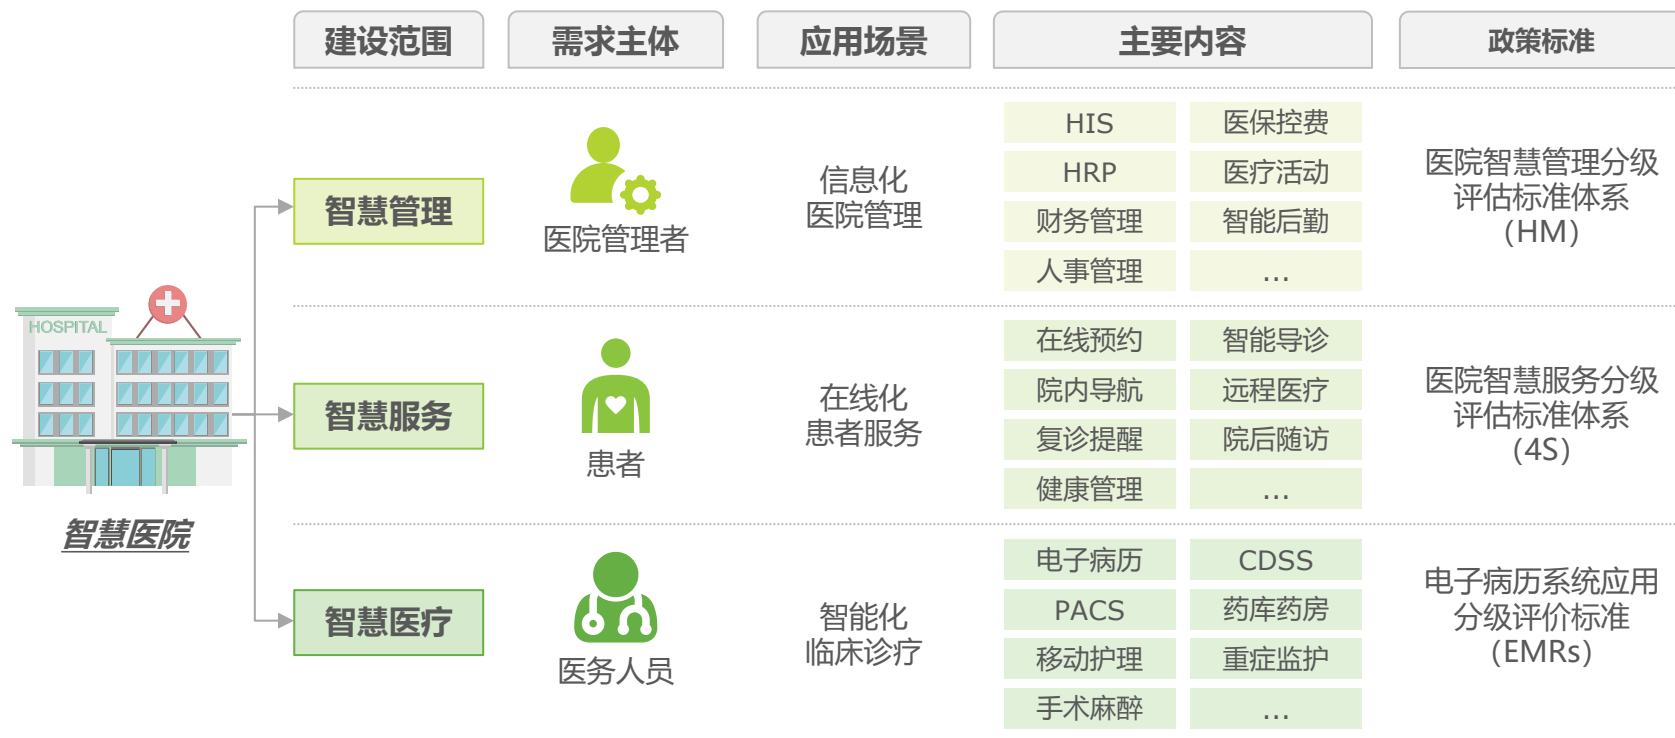 建设范围
需求主体
应用场景
主要内容
政策标准
智慧管理
医院管理者
信息化
医院管理
HIS
医保控费
HRP
医疗活动
财务管理
智能后勤
人事管理
...
医院智慧管理分级
评估标准体系
（HM）
HOSPITAL
智慧医院
智慧服务
患者
在线化
患者服务
在线预约
智能导诊
院内导航
远程医疗
复诊提醒
院后随访
健康管理
...
医院智慧服务分级
评估标准体系
（4S）
智慧医疗
医务人员
智能化
临床诊疗
电子病历
CDSS
PACS
药库药房
移动护理
重症监护
手术麻醉
...
电子病历系统应用
分级评价标准
（EMRs）